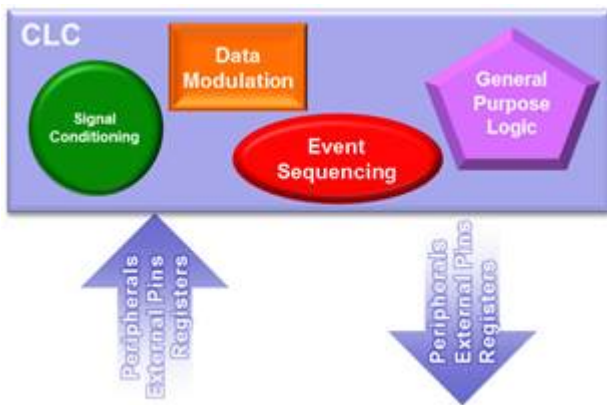 CLC
Data
Modulation
Signal
Conditioning
Event
Sequencing
General
Purpose
Logic
Peripherals
External Pins
Registers
Peripherals
External Pins
Registers